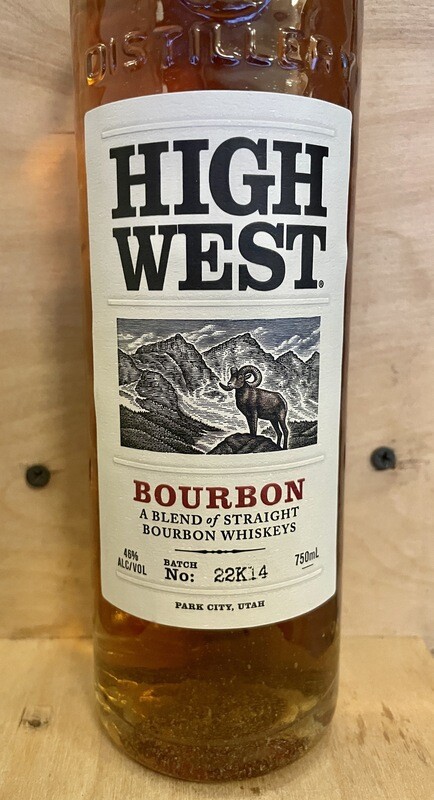 DISTILLERY
HIGH
WEST®
BOURBON
A BLEND of STRAIGHT
BOURBON WHISKEYS
46%
ALC/VOL
BATCH
No: 22K14
750mL
PARK CITY, UTAH